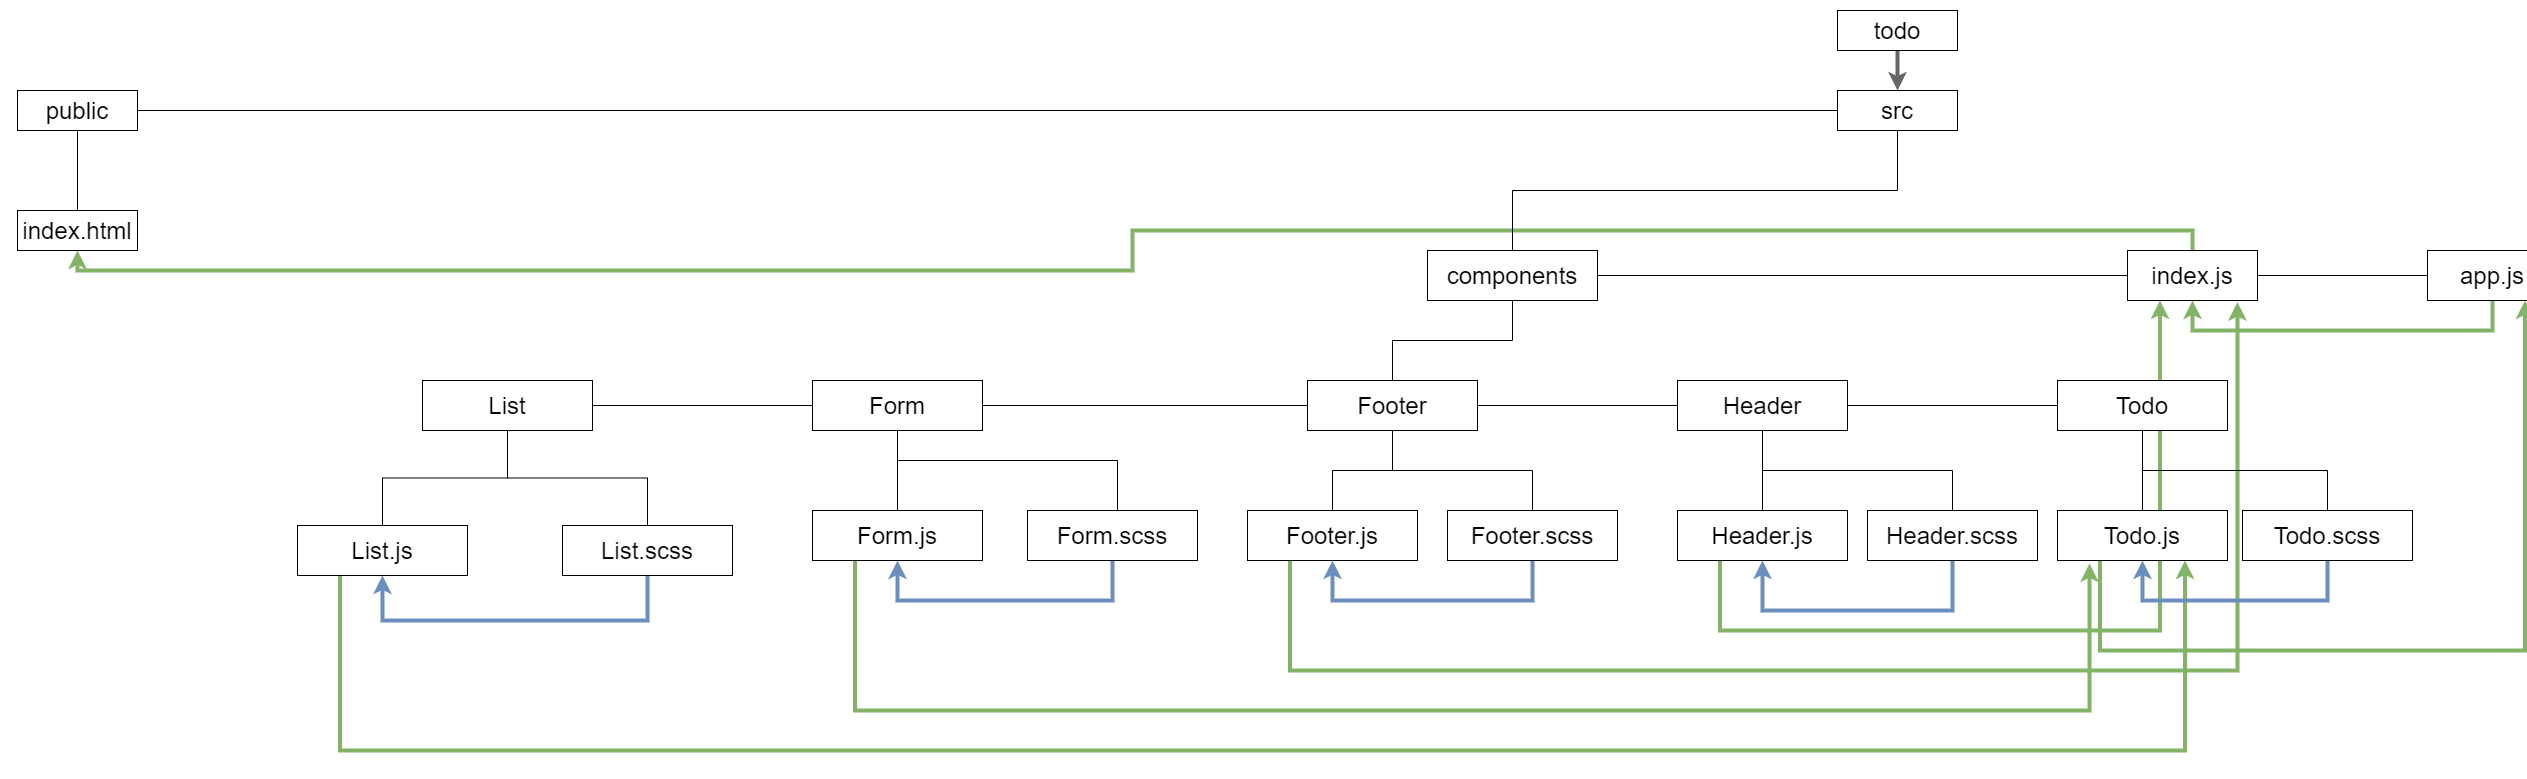 todo
public
src
index.html
components
index.js
app.js
List
Form
Footer
Header
Todo
List.js
List.scss
Form.js
Form.scss
Footer.js
Footer.scss
Header.js
Header.scss
Todo.js
Todo.scss